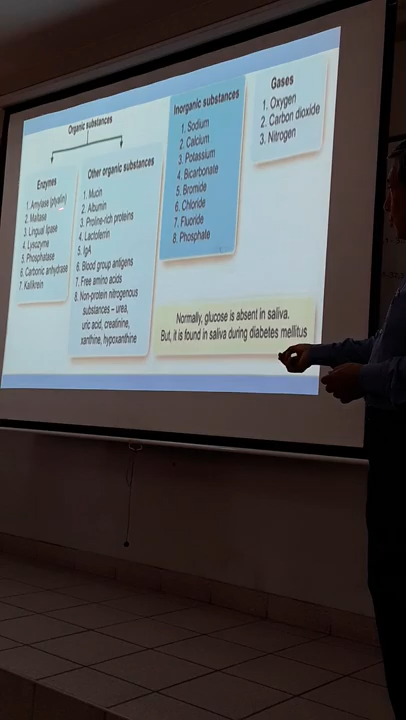 Organic substances
Enzymes
1. Amylase (ptyalin)
2. Maltase
3. Lingual lipase
4. Lysozyme
5. Phosphatase
6. Carbonic anhydrase
7. Kallikrein
Other organic substances
1. Mucin
2. Albumin
3. Proline-rich proteins
4. Lactoferrin
5. IgA
6. Blood group antigens
7. Free amino acids
8. Non-protein nitrogenous
substances – urea,
uric acid, creatinine,
xanthine, hypoxanthine
Inorganic substances
1. Sodium
2. Calcium
3. Potassium
4. Bicarbonate
5. Bromide
6. Chloride
7. Fluoride
8. Phosphate
Gases
1. Oxygen
2. Carbon dioxide
3. Nitrogen
Normally, glucose is absent in saliva.
But, it is found in saliva during diabetes mellitus